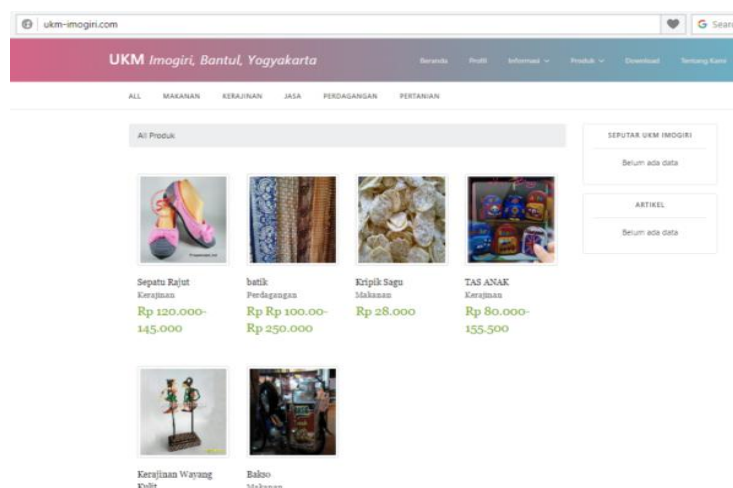 ukm-imogiri.com
G Sear
UKM Imogiri, Bantul, Yogyakarta
Beranda Profil Informasi Produk Download Tentang Kami
ALL MAKANAN KERAJINAN JASA PERDAGANGAN PERTANIAN
All Produk
SEPUTAR UKM IMOGIRI
Belum ada data
ARTIKEL
Belum ada data
Sepatu Rajut
Kerajinan
Rp 120.000-
145.000
batik
Perdagangan
Rp Rp 100.00-
Rp 250.000
Kripik Sagu
Makanan
Rp 28.000
TAS ANAK
Kerajinan
Rp 80.000-
155.500
Kerajinan Wayang
Kulit
Bakso
Makanan